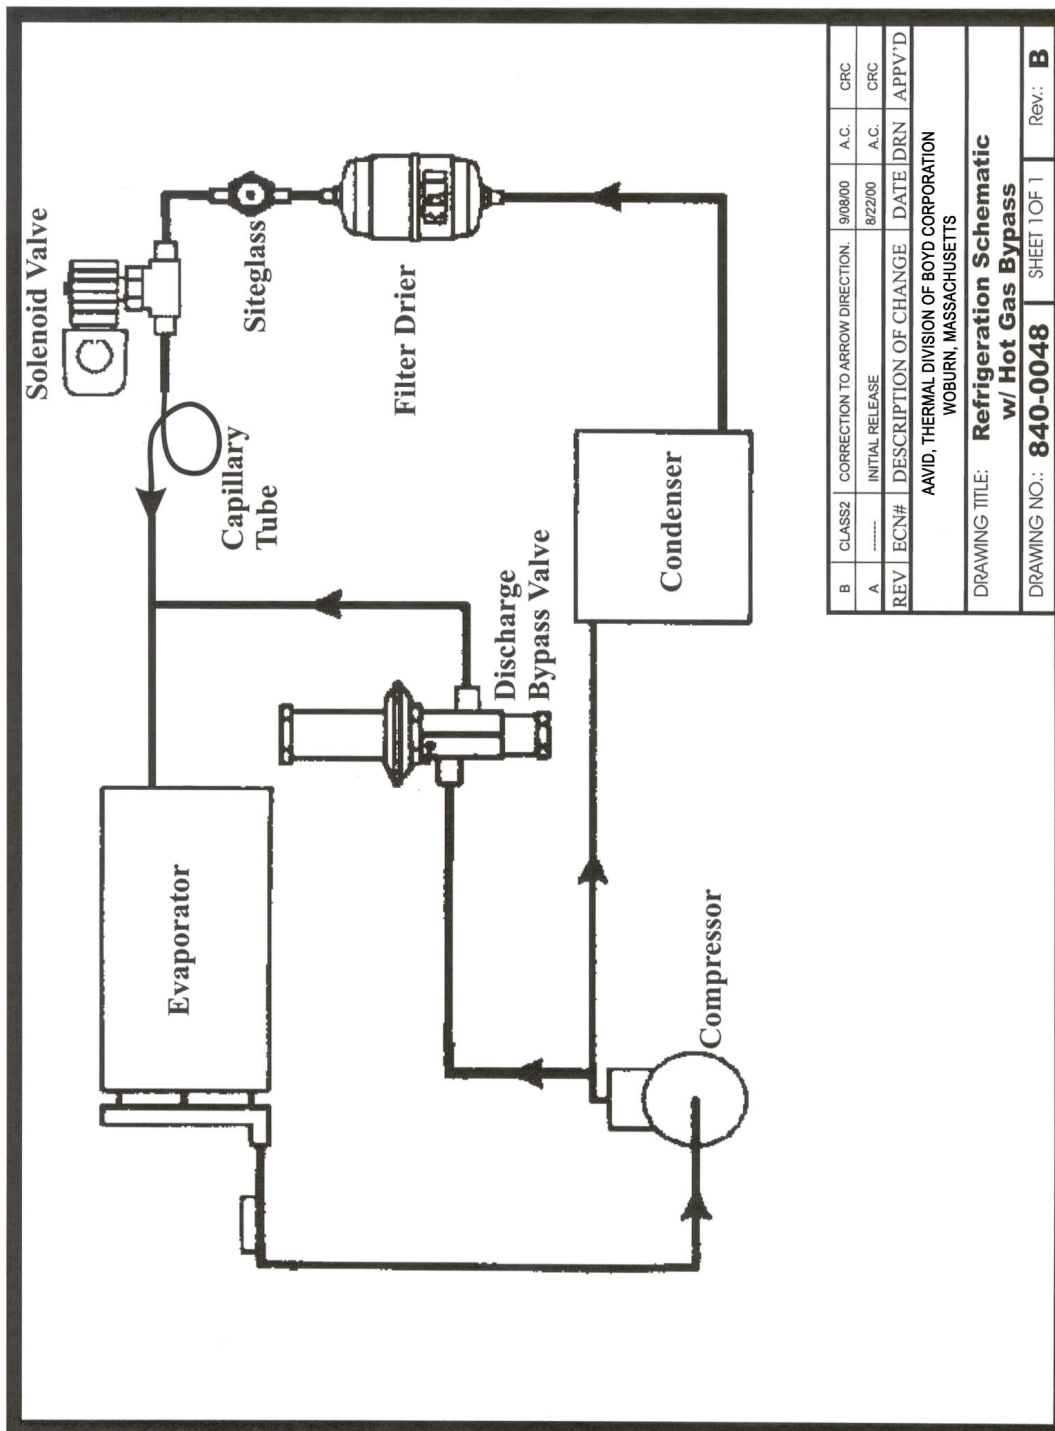 Solenoid Valve
Siteglass
Filter Drier
Capillary
Tube
Evaporator
Discharge
Bypass Valve
Condenser
Compressor
B CLASS2 CORRECTION TO ARROW DIRECTION. 9/08/00 A.C. CRC
A ------- INITIAL RELEASE 8/22/00 A.C. CRC
REV ECN# DESCRIPTION OF CHANGE DATE DRN APPV'D
AAVID, THERMAL DIVISION OF BOYD CORPORATION
WOBURN, MASSACHUSETTS
DRAWING TITLE: Refrigeration Schematic
w/ Hot Gas Bypass
DRAWING NO.: 840-0048 SHEET 1 OF 1 Rev.: B